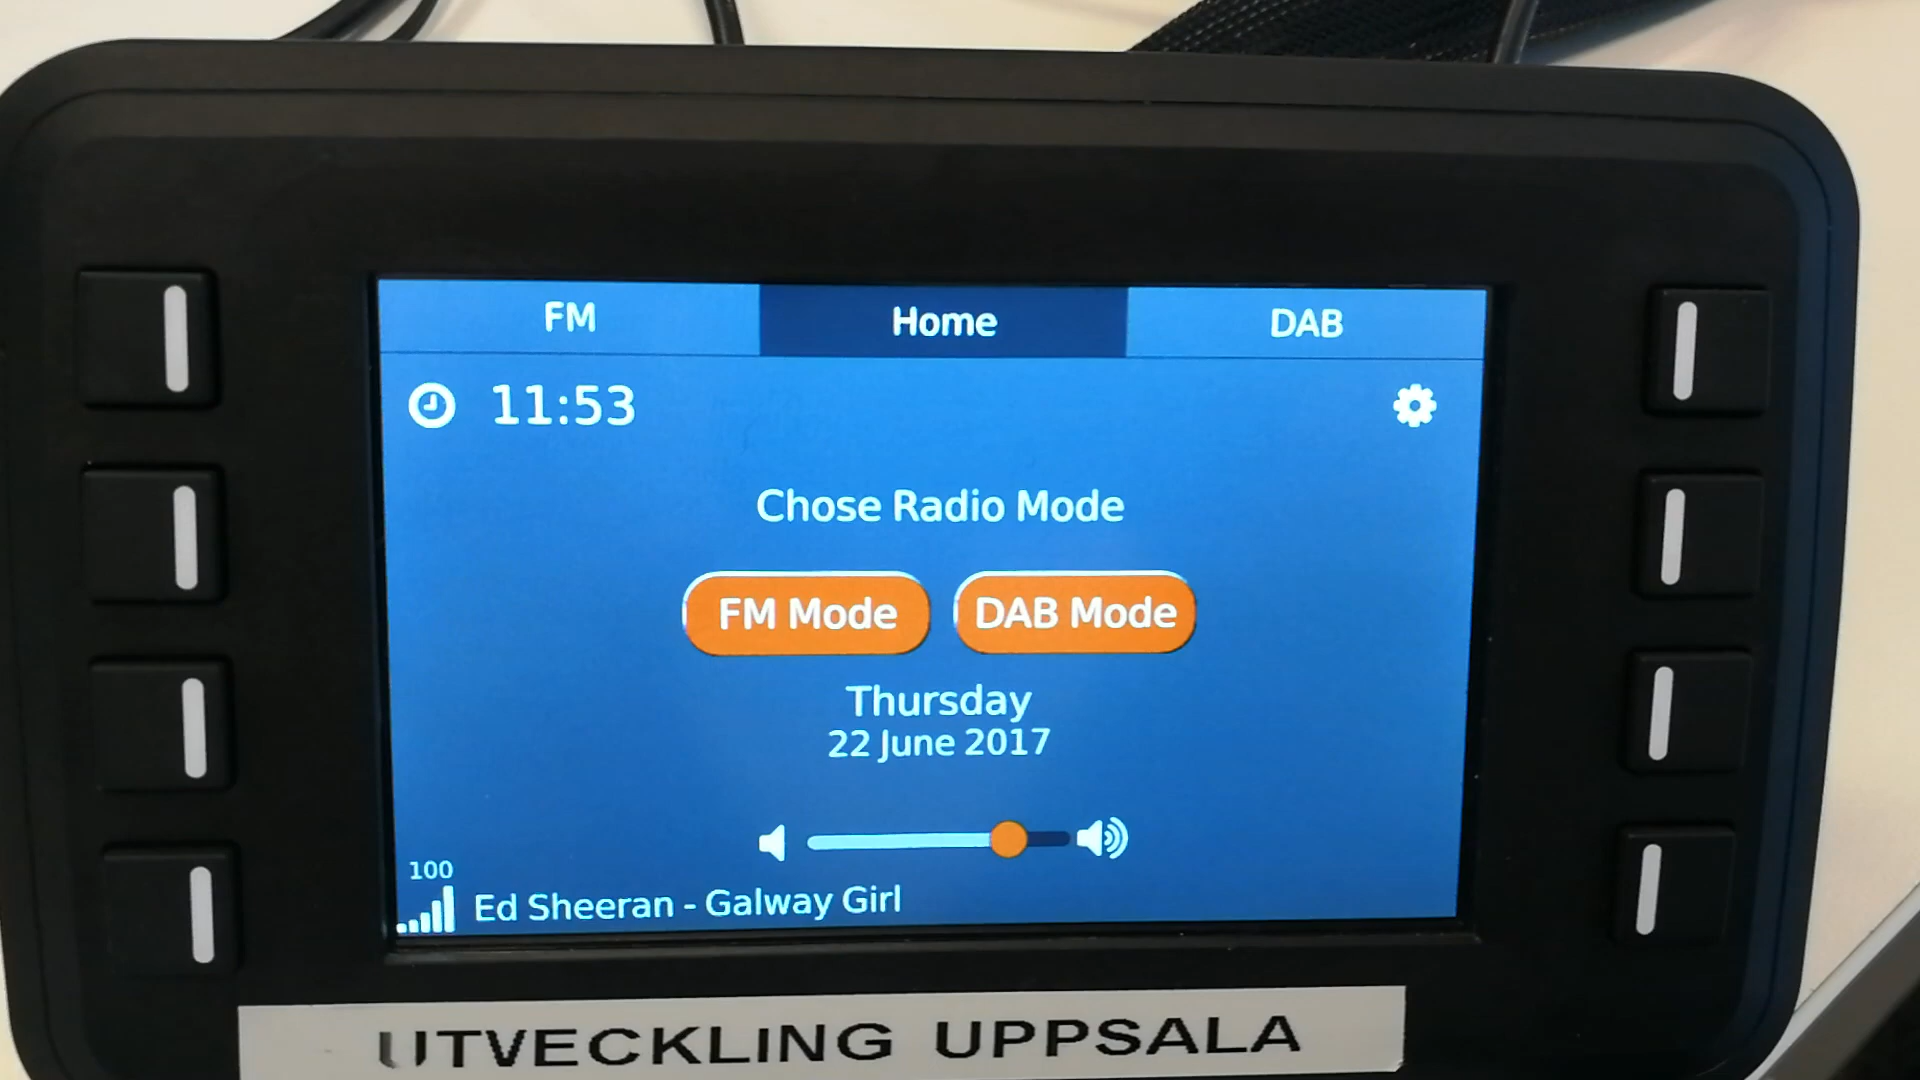 FM Home DAB
11:53
Chose Radio Mode
FM Mode DAB Mode
Thursday
22 June 2017
100
Ed Sheeran - Galway Girl
UTVECKLING UPPSALA